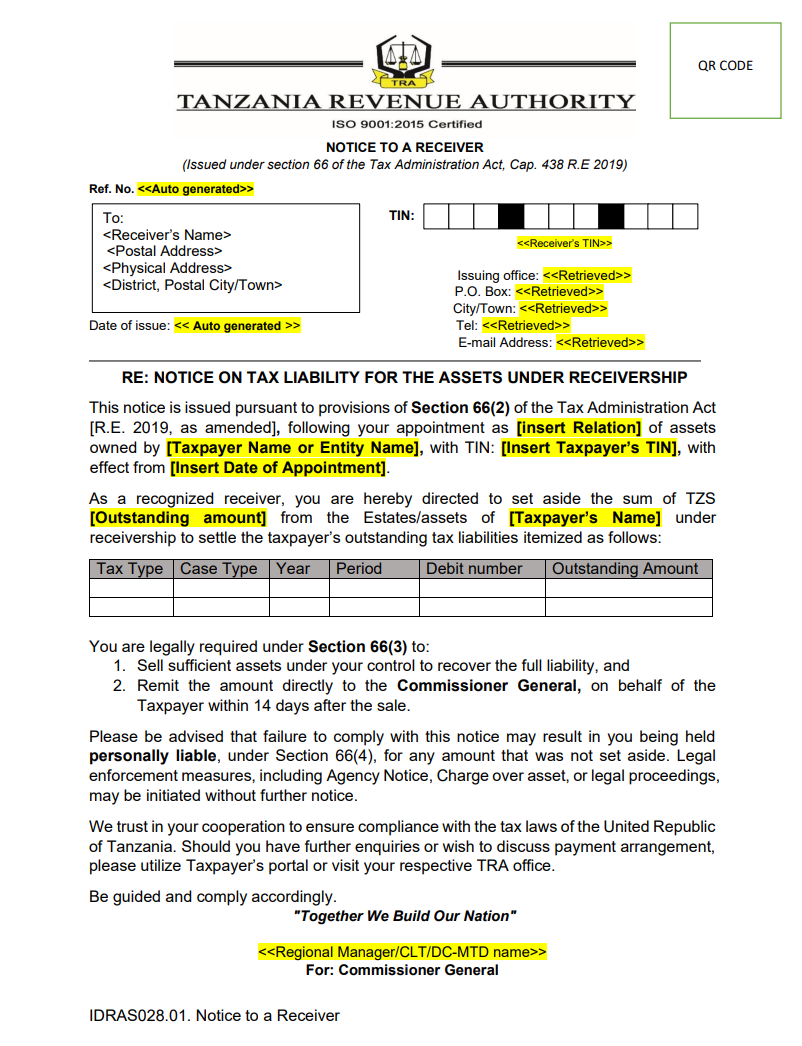 QR CODE
TRA
TANZANIA REVENUE AUTHORITY
ISO 9001:2015 Certified
NOTICE TO A RECEIVER
(Issued under section 66 of the Tax Administration Act, Cap. 438 R.E 2019)
Ref. No. <<Auto generated>>
To:
<Receiver's Name>
<Postal Address>
<Physical Address>
<District, Postal City/Town>
TIN:
<<Receiver's TIN>>
Issuing office: <<Retrieved>>
P.O. Box: <<Retrieved>>
City/Town: <<Retrieved>>
Tel: <<Retrieved>>
E-mail Address: <<Retrieved>>
Date of issue: << Auto generated >>
RE: NOTICE ON TAX LIABILITY FOR THE ASSETS UNDER RECEIVERSHIP
This notice is issued pursuant to provisions of Section 66(2) of the Tax Administration Act
[R.E. 2019, as amended], following your appointment as [insert Relation] of assets
owned by [Taxpayer Name or Entity Name], with TIN: [Insert Taxpayer's TIN], with
effect from [Insert Date of Appointment].
As a recognized receiver, you are hereby directed to set aside the sum of TZS
[Outstanding amount] from the Estates/assets of [Taxpayer's Name] under
receivership to settle the taxpayer's outstanding tax liabilities itemized as follows:
Tax Type Case Type Year Period Debit number Outstanding Amount
You are legally required under Section 66(3) to:
1. Sell sufficient assets under your control to recover the full liability, and
2. Remit the amount directly to the Commissioner General, on behalf of the
Taxpayer within 14 days after the sale.
Please be advised that failure to comply with this notice may result in you being held
personally liable, under Section 66(4), for any amount that was not set aside. Legal
enforcement measures, including Agency Notice, Charge over asset, or legal proceedings,
may be initiated without further notice.
We trust in your cooperation to ensure compliance with the tax laws of the United Republic
of Tanzania. Should you have further enquiries or wish to discuss payment arrangement,
please utilize Taxpayer's portal or visit your respective TRA office.
Be guided and comply accordingly.
"Together We Build Our Nation"
<<Regional Manager/CLT/DC-MTD name>>
For: Commissioner General
IDRAS028.01. Notice to a Receiver